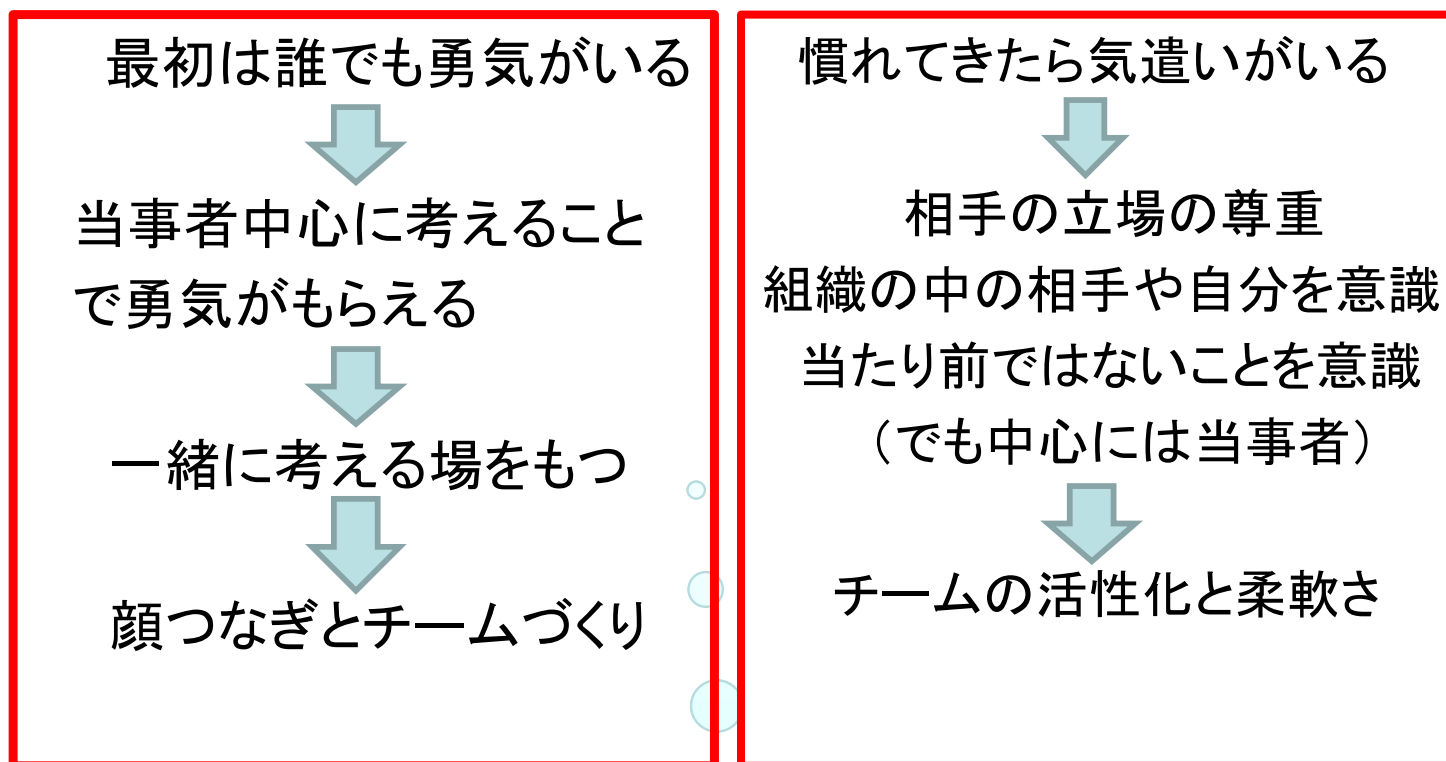 最初は誰でも勇気がいる
当事者中心に考えること
で勇気がもらえる
一緒に考える場をもつ
顔つなぎとチームづくり
慣れてきたら気遣いがいる
相手の立場の尊重
組織の中の相手や自分を意識
当たり前ではないことを意識
（でも中心には当事者）
チームの活性化と柔軟さ